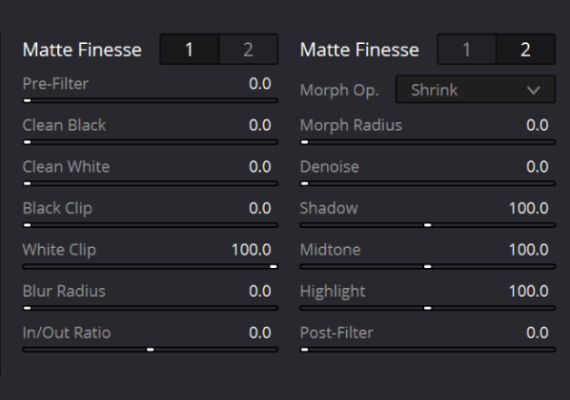 Matte Finesse 1 2
Pre-Filter 0.0
Clean Black 0.0
Clean White 0.0
Black Clip 0.0
White Clip 100.0
Blur Radius 0.0
In/Out Ratio 0.0
Matte Finesse 1 2
Morph Op. Shrink
Morph Radius 0.0
Denoise 0.0
Shadow 100.0
Midtone 100.0
Highlight 100.0
Post-Filter 0.0